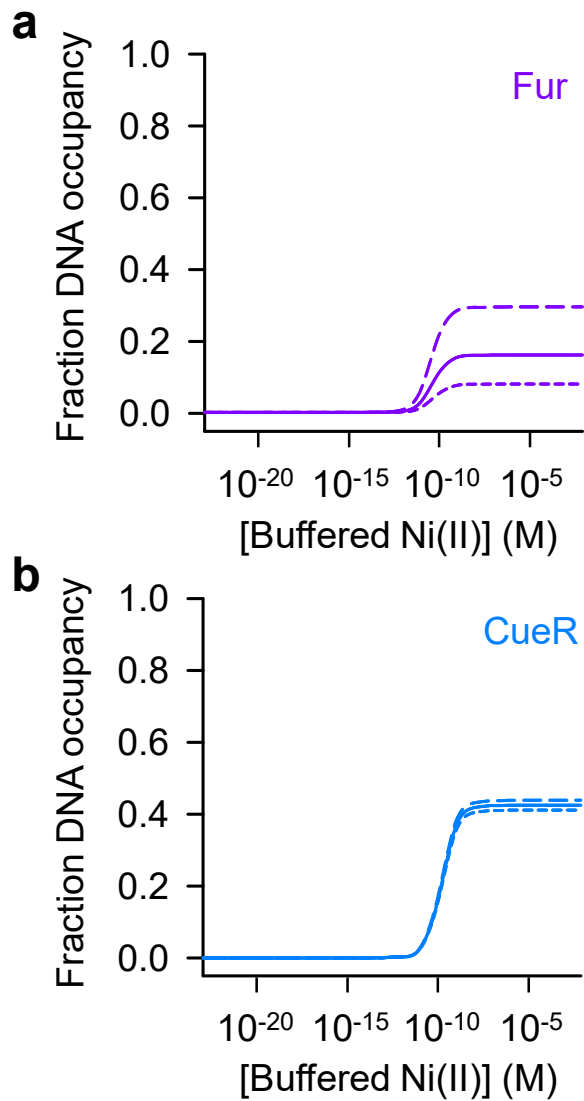 a
Fraction DNA occupancy
1.0
0.8
0.6
0.4
0.2
0.0
Fur
10-20 10-15 10-10 10-5
[Buffered Ni(II)] (M)
b
Fraction DNA occupancy
1.0
0.8
0.6
0.4
0.2
0.0
CueR
10-20 10-15 10-10 10-5
[Buffered Ni(II)] (M)